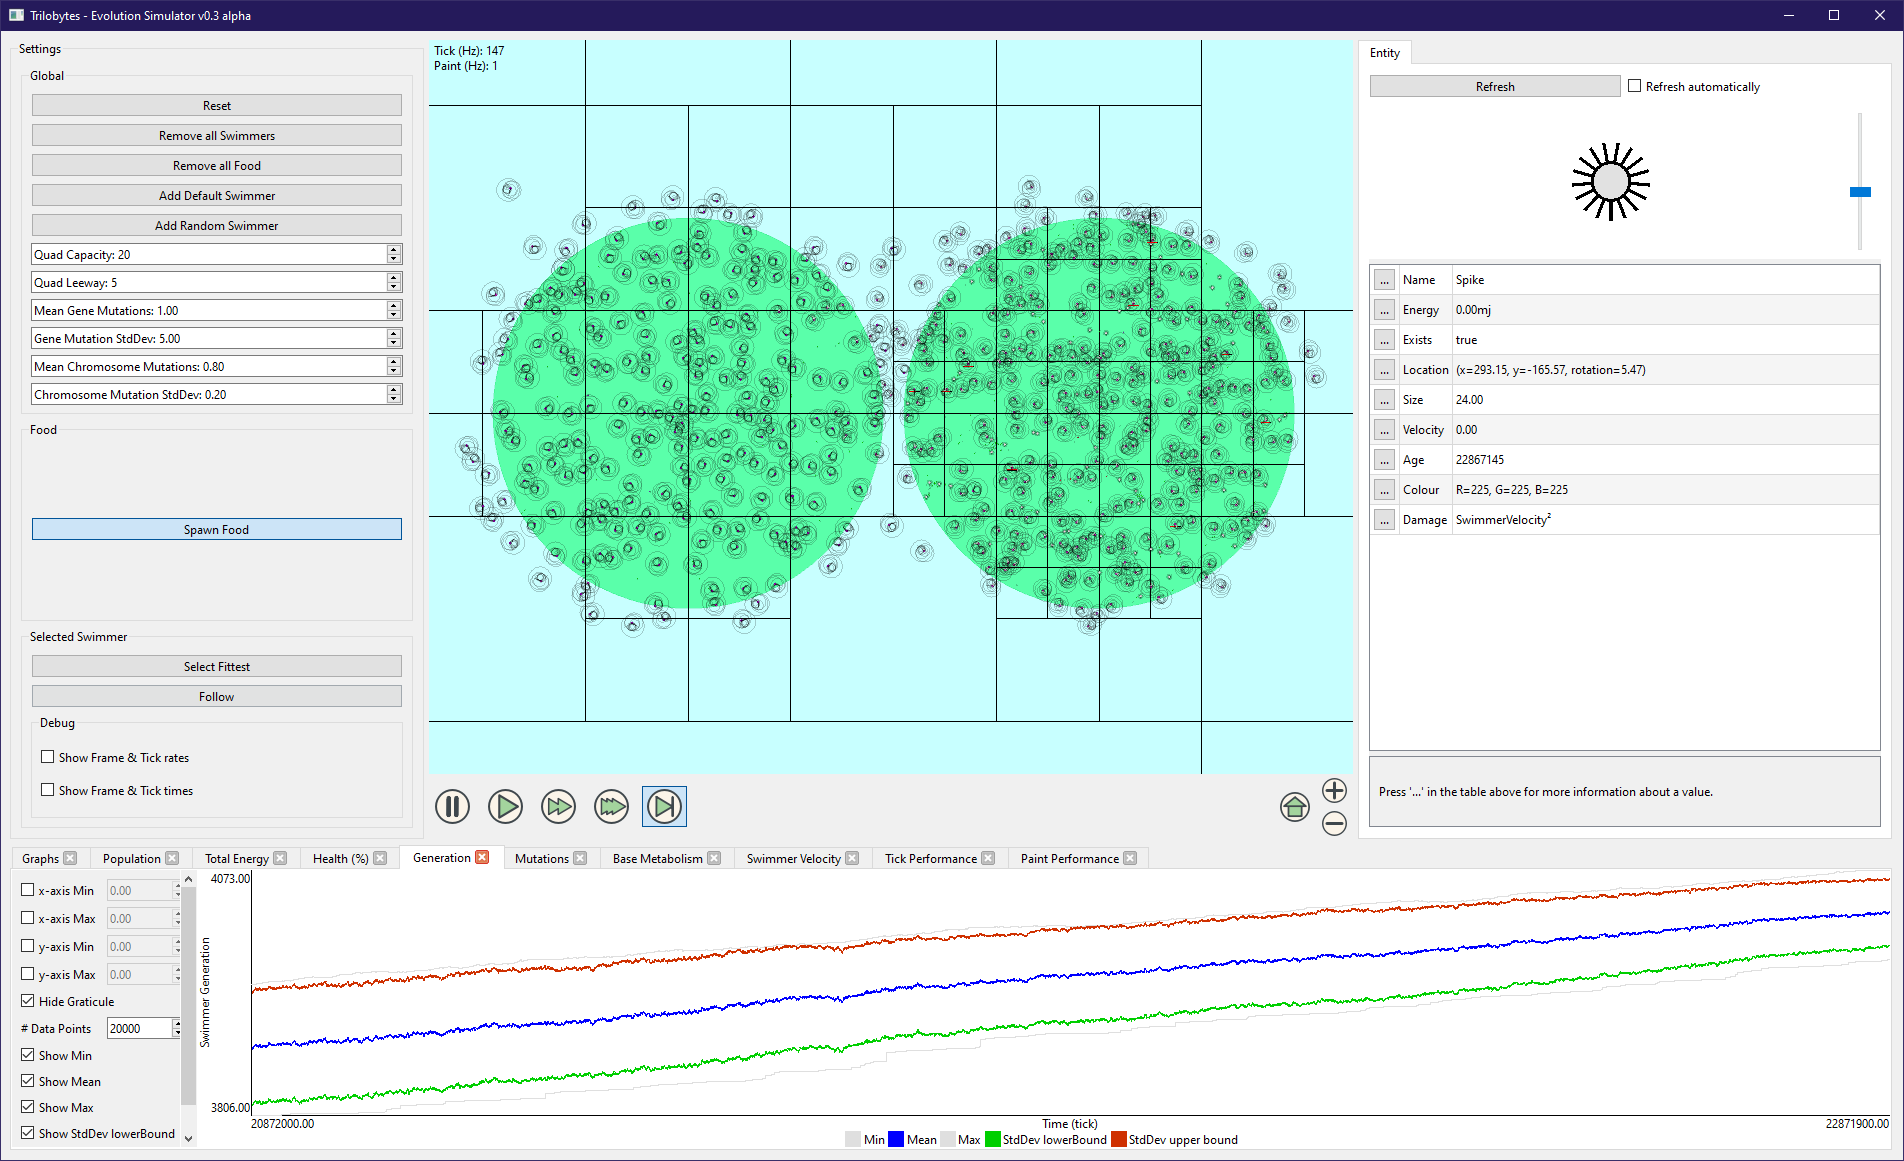 Trilobytes - Evolution Simulator v0.3 alpha
Settings
Global
Reset
Remove all Swimmers
Remove all Food
Add Default Swimmer
Add Random Swimmer
Quad Capacity: 20
Quad Leeway: 5
Mean Gene Mutations: 1.00
Gene Mutation StdDev: 5.00
Mean Chromosome Mutations: 0.80
Chromosome Mutation StdDev: 0.20
Food
Spawn Food
Selected Swimmer
Select Fittest
Follow
Debug
Show Frame & Tick rates
Show Frame & Tick times
Tick (Hz): 147
Paint (Hz): 1
Entity
Refresh
Refresh automatically
... Name Spike
... Energy 0.00mj
... Exists true
... Location (x=293.15, y=-165.57, rotation=5.47)
... Size 24.00
... Velocity 0.00
... Age 22867145
... Colour R=225, G=225, B=225
... Damage SwimmerVelocity²
Press '...' in the table above for more information about a value.
Graphs Population Total Energy Health (%) Generation Mutations Base Metabolism Swimmer Velocity Tick Performance Paint Performance
x-axis Min 0.00
x-axis Max 0.00
y-axis Min 0.00
y-axis Max 0.00
Hide Graticule
# Data Points 20000
Show Min
Show Mean
Show Max
Show StdDev lowerBound
4073.00
Swimmer Generation
3806.00
20872000.00
Time (tick)
22871900.00
Min Mean Max StdDev lowerBound StdDev upper bound